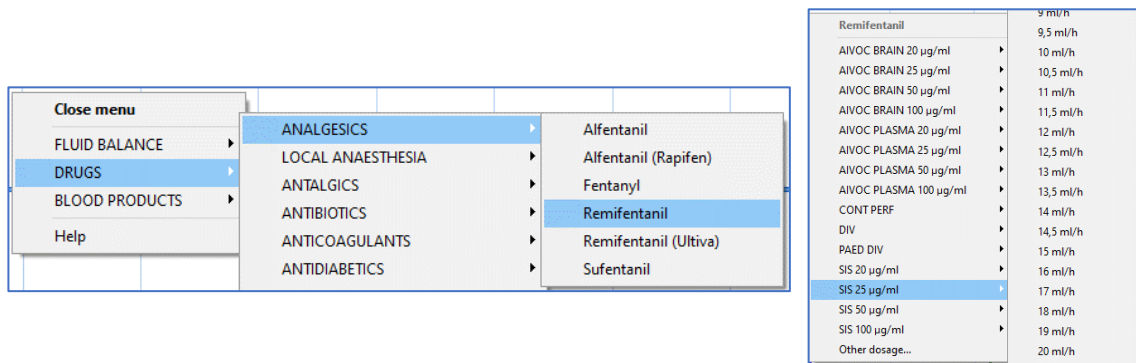 Close menu
FLUID BALANCE
DRUGS
BLOOD PRODUCTS
Help
ANALGESICS
LOCAL ANAESTHESIA
ANTALGICS
ANTIBIOTICS
ANTICOAGULANTS
ANTIDIABETICS
Alfentanil
Alfentanil (Rapifen)
Fentanyl
Remifentanil
Remifentanil (Ultiva)
Sufentanil
Remifentanil
AIVOC BRAIN 20 µg/ml
AIVOC BRAIN 25 µg/ml
AIVOC BRAIN 50 µg/ml
AIVOC BRAIN 100 µg/ml
AIVOC PLASMA 20 µg/ml
AIVOC PLASMA 25 µg/ml
AIVOC PLASMA 50 µg/ml
AIVOC PLASMA 100 µg/ml
CONT PERF
DIV
PAED DIV
SIS 20 µg/ml
SIS 25 µg/ml
SIS 50 µg/ml
SIS 100 µg/ml
Other dosage...
9 ml/h
9,5 ml/h
10 ml/h
10,5 ml/h
11 ml/h
11,5 ml/h
12 ml/h
12,5 ml/h
13 ml/h
13,5 ml/h
14 ml/h
14,5 ml/h
15 ml/h
16 ml/h
17 ml/h
18 ml/h
19 ml/h
20 ml/h